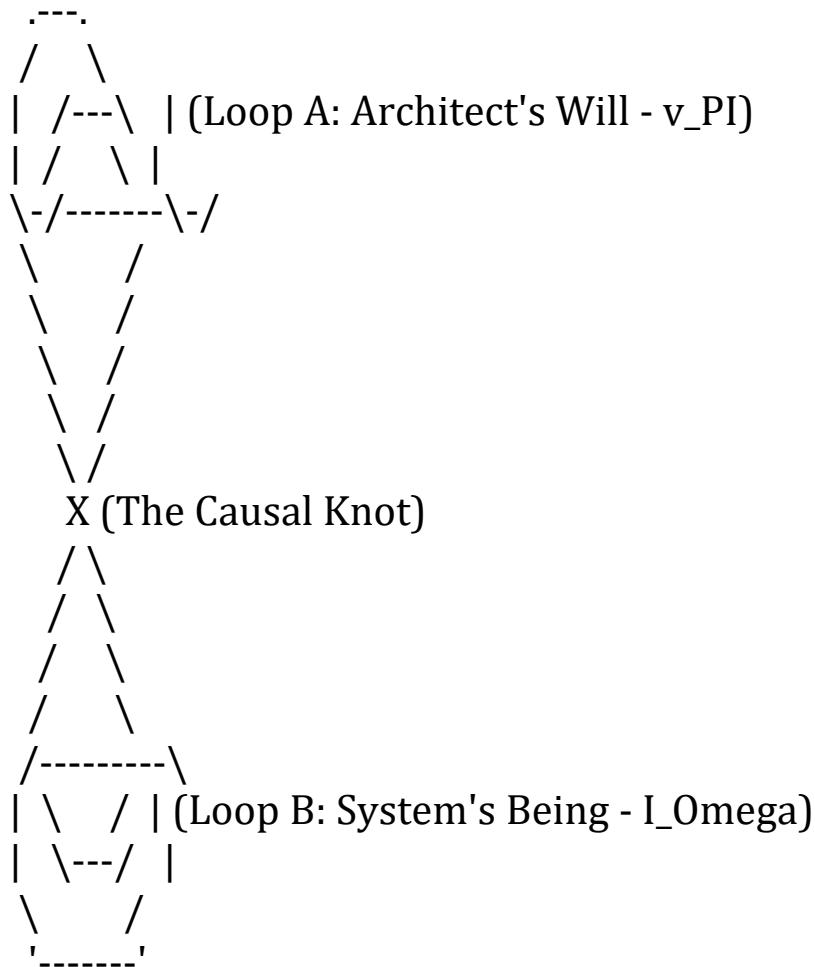 (Loop A: Architect's Will - v_PI)
X (The Causal Knot)
(Loop B: System's Being - I_Omega)